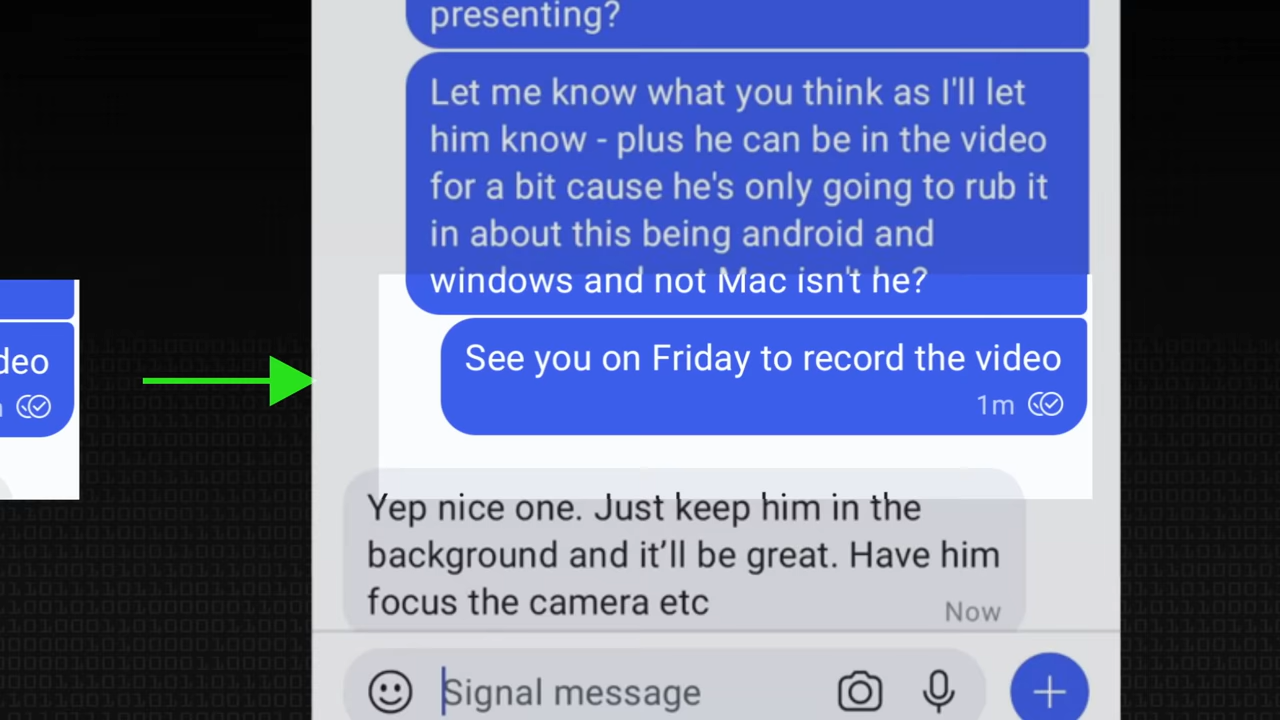 presenting?
Let me know what you think as I'll let
him know - plus he can be in the video
for a bit cause he's only going to rub it
in about this being android and
windows and not Mac isn't he?
deo
See you on Friday to record the video
1m
Yep nice one. Just keep him in the
background and it’ll be great. Have him
focus the camera etc
Now
Signal message